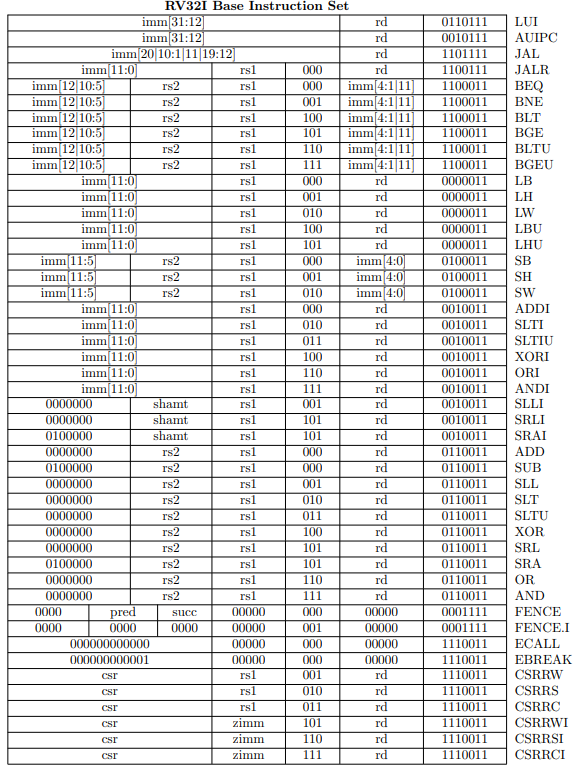 RV32I Base Instruction Set
imm[31:12] rd 0110111 LUI
imm[31:12] rd 0010111 AUIPC
imm[20|10:1|11|19:12] rd 1101111 JAL
imm[11:0] rs1 000 rd 1100111 JALR
imm[12|10:5] rs2 rs1 000 imm[4:1|11] 1100011 BEQ
imm[12|10:5] rs2 rs1 001 imm[4:1|11] 1100011 BNE
imm[12|10:5] rs2 rs1 100 imm[4:1|11] 1100011 BLT
imm[12|10:5] rs2 rs1 101 imm[4:1|11] 1100011 BGE
imm[12|10:5] rs2 rs1 110 imm[4:1|11] 1100011 BLTU
imm[12|10:5] rs2 rs1 111 imm[4:1|11] 1100011 BGEU
imm[11:0] rs1 000 rd 0000011 LB
imm[11:0] rs1 001 rd 0000011 LH
imm[11:0] rs1 010 rd 0000011 LW
imm[11:0] rs1 100 rd 0000011 LBU
imm[11:0] rs1 101 rd 0000011 LHU
imm[11:5] rs2 rs1 000 imm[4:0] 0100011 SB
imm[11:5] rs2 rs1 001 imm[4:0] 0100011 SH
imm[11:5] rs2 rs1 010 imm[4:0] 0100011 SW
imm[11:0] rs1 000 rd 0010011 ADDI
imm[11:0] rs1 010 rd 0010011 SLTI
imm[11:0] rs1 011 rd 0010011 SLTIU
imm[11:0] rs1 100 rd 0010011 XORI
imm[11:0] rs1 110 rd 0010011 ORI
imm[11:0] rs1 111 rd 0010011 ANDI
0000000 shamt rs1 001 rd 0010011 SLLI
0000000 shamt rs1 101 rd 0010011 SRLI
0100000 shamt rs1 101 rd 0010011 SRAI
0000000 rs2 rs1 000 rd 0110011 ADD
0100000 rs2 rs1 000 rd 0110011 SUB
0000000 rs2 rs1 001 rd 0110011 SLL
0000000 rs2 rs1 010 rd 0110011 SLT
0000000 rs2 rs1 011 rd 0110011 SLTU
0000000 rs2 rs1 100 rd 0110011 XOR
0000000 rs2 rs1 101 rd 0110011 SRL
0100000 rs2 rs1 101 rd 0110011 SRA
0000000 rs2 rs1 110 rd 0110011 OR
0000000 rs2 rs1 111 rd 0110011 AND
0000 pred succ 00000 000 00000 0001111 FENCE
0000 0000 0000 00000 001 00000 0001111 FENCE.I
000000000000 00000 000 00000 1110011 ECALL
000000000001 00000 000 00000 1110011 EBREAK
csr rs1 001 rd 1110011 CSRRW
csr rs1 010 rd 1110011 CSRRS
csr rs1 011 rd 1110011 CSRRC
csr zimm 101 rd 1110011 CSRRWI
csr zimm 110 rd 1110011 CSRRSI
csr zimm 111 rd 1110011 CSRRCI